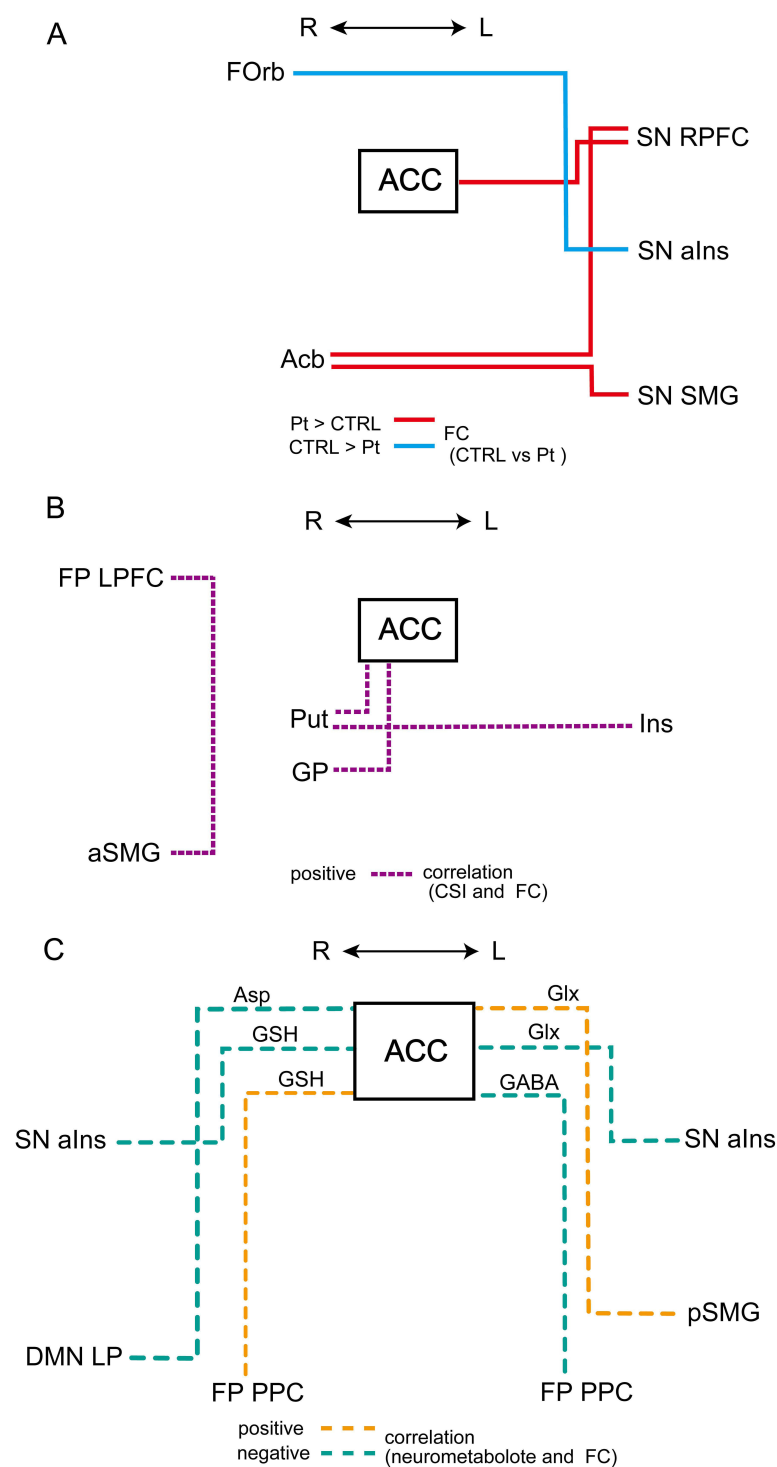 A
R L
FOrb
SN RPFC
ACC
SN aIns
Acb
SN SMG
Pt > CTRL
CTRL > Pt
FC
(CTRL vs Pt )
B
R L
FP LPFC
ACC
Put
Ins
GP
aSMG
positive
correlation
(CSI and FC)
C
R L
Asp
Glx
GSH
ACC
Glx
GSH
GABA
SN aIns
SN aIns
pSMG
DMN LP
FP PPC
FP PPC
positive
negative
correlation
(neurometabolote and FC)